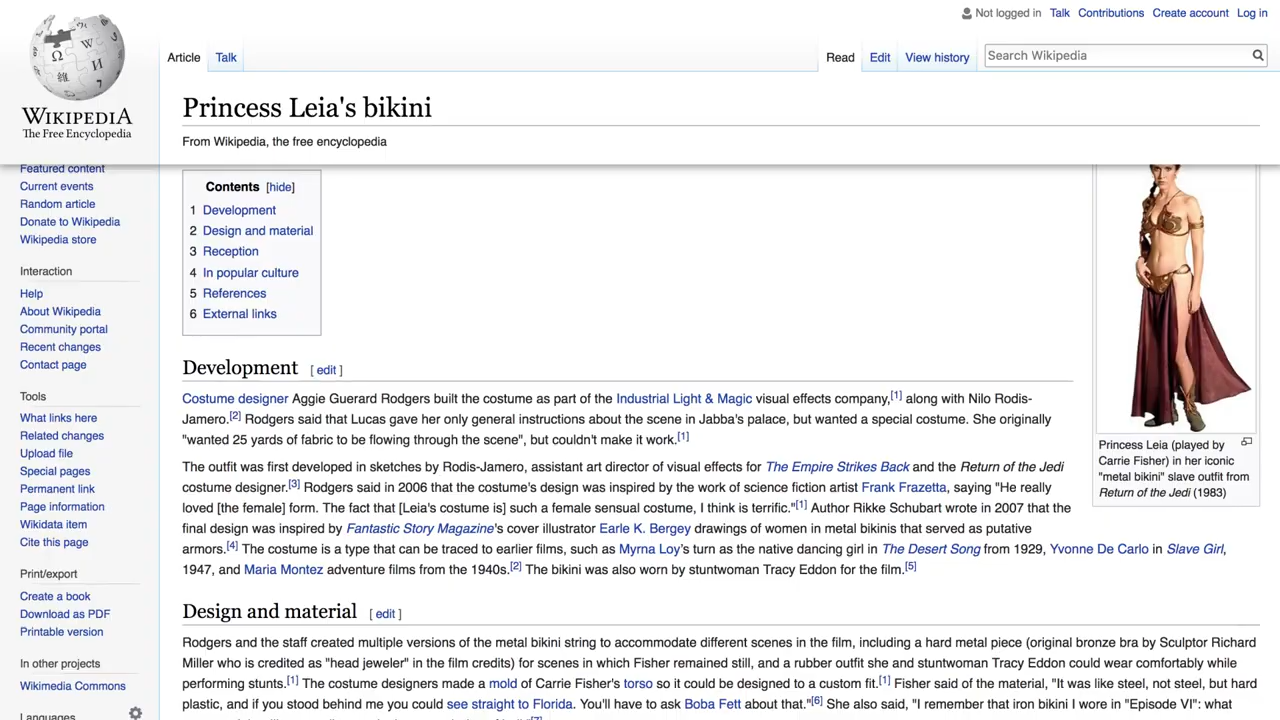 Not logged in Talk Contributions Create account Log in
Article Talk Read Edit View history Search Wikipedia
WIKIPEDIA
The Free Encyclopedia
Princess Leia's bikini
From Wikipedia, the free encyclopedia
Featured content
Current events
Random article
Donate to Wikipedia
Wikipedia store
Interaction
Help
About Wikipedia
Community portal
Recent changes
Contact page
Tools
What links here
Related changes
Upload file
Special pages
Permanent link
Page information
Wikidata item
Cite this page
Print/export
Create a book
Download as PDF
Printable version
In other projects
Wikimedia Commons
Languages
Contents [hide]
1 Development
2 Design and material
3 Reception
4 In popular culture
5 References
6 External links
Princess Leia (played by
Carrie Fisher) in her iconic
"metal bikini" slave outfit from
Return of the Jedi (1983)
Development [ edit ]
Costume designer Aggie Guerard Rodgers built the costume as part of the Industrial Light & Magic visual effects company,[1] along with Nilo Rodis-
Jamero.[2] Rodgers said that Lucas gave her only general instructions about the scene in Jabba's palace, but wanted a special costume. She originally
"wanted 25 yards of fabric to be flowing through the scene", but couldn't make it work.[1]
The outfit was first developed in sketches by Rodis-Jamero, assistant art director of visual effects for The Empire Strikes Back and the Return of the Jedi
costume designer.[3] Rodgers said in 2006 that the costume's design was inspired by the work of science fiction artist Frank Frazetta, saying "He really
loved [the female] form. The fact that [Leia's costume is] such a female sensual costume, I think is terrific."[1] Author Rikke Schubart wrote in 2007 that the
final design was inspired by Fantastic Story Magazine's cover illustrator Earle K. Bergey drawings of women in metal bikinis that served as putative
armors.[4] The costume is a type that can be traced to earlier films, such as Myrna Loy's turn as the native dancing girl in The Desert Song from 1929, Yvonne De Carlo in Slave Girl,
1947, and Maria Montez adventure films from the 1940s.[2] The bikini was also worn by stuntwoman Tracy Eddon for the film.[5]
Design and material [ edit ]
Rodgers and the staff created multiple versions of the metal bikini string to accommodate different scenes in the film, including a hard metal piece (original bronze bra by Sculptor Richard
Miller who is credited as "head jeweler" in the film credits) for scenes in which Fisher remained still, and a rubber outfit she and stuntwoman Tracy Eddon could wear comfortably while
performing stunts.[1] The costume designers made a mold of Carrie Fisher's torso so it could be designed to a custom fit.[1] Fisher said of the material, "It was like steel, not steel, but hard
plastic, and if you stood behind me you could see straight to Florida. You'll have to ask Boba Fett about that."[6] She also said, "I remember that iron bikini I wore in "Episode VI": what